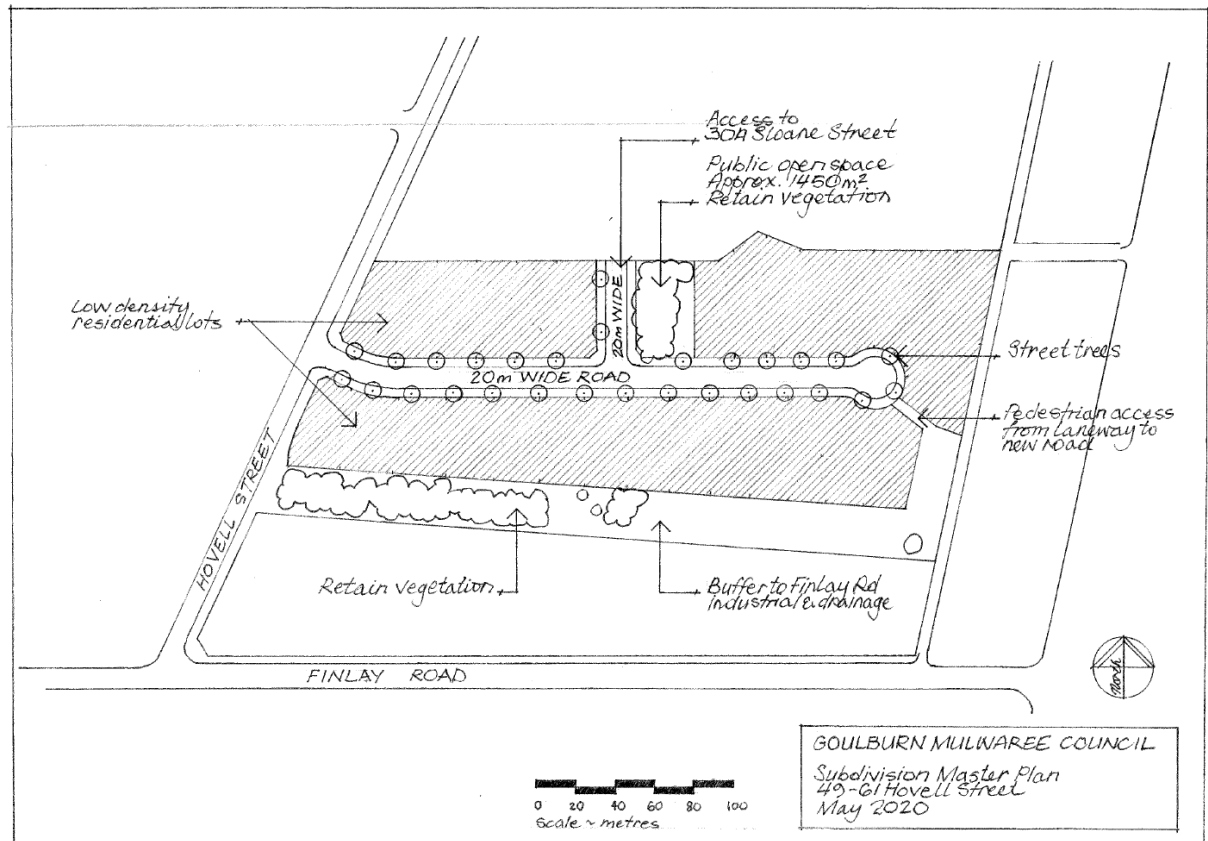 Access to
30A Sloane Street
Public open space
Approx. 1450m²
Retain vegetation
Low density
residential lots
20m WIDE
20m WIDE ROAD
Street trees
Pedestrian access
from laneway to
new road
HOVELL STREET
Retain vegetation
Buffer to Finlay Rd
industrial & drainage
FINLAY ROAD
North
GOULBURN MULWAREE COUNCIL
Subdivision Master Plan
49-61 Hovell Street
May 2020
0 20 40 60 80 100
Scale ~ metres